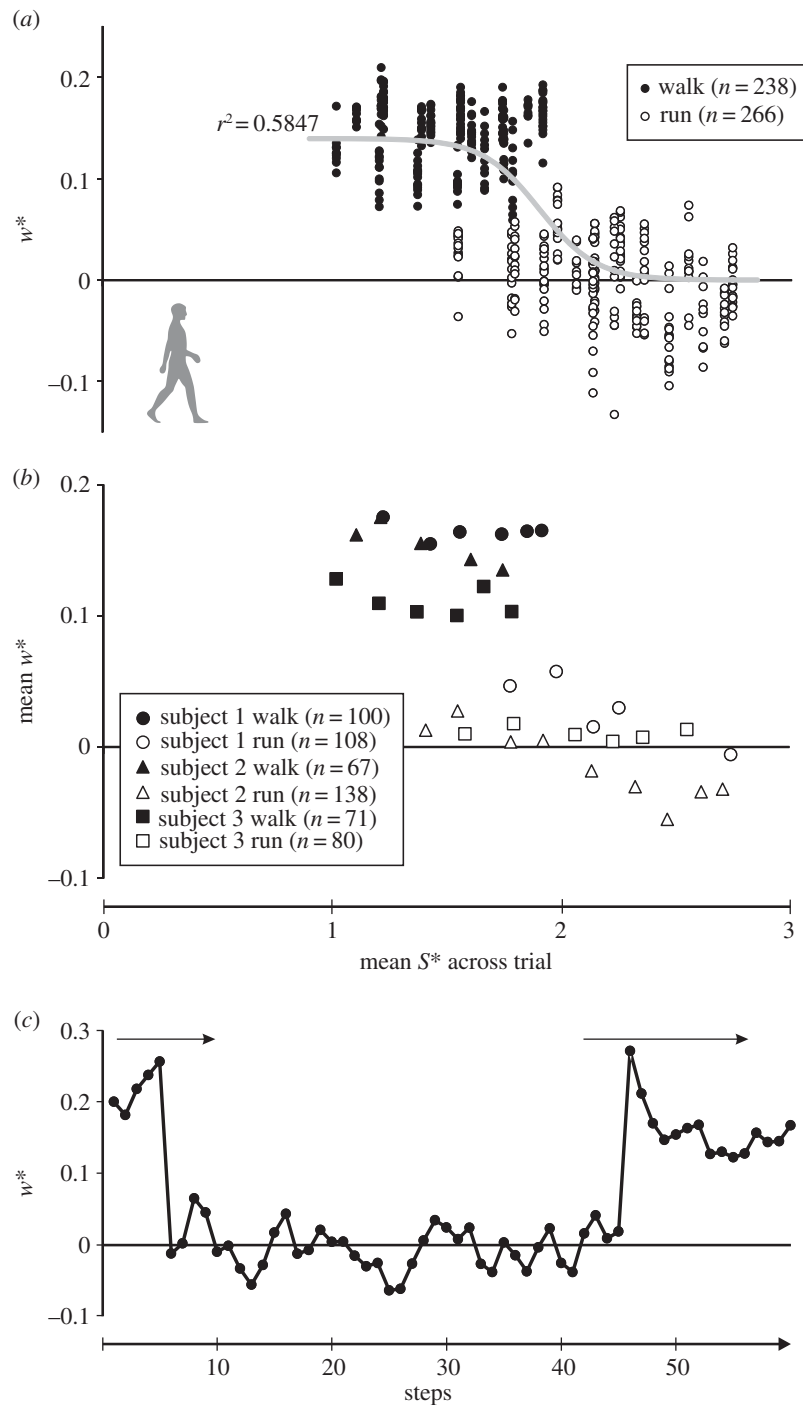 (a)
0.2
0.1
0
–0.1
w*
r² = 0.5847
walk (n = 238)
run (n = 266)
(b)
0.2
0.1
0
–0.1
mean w*
subject 1 walk (n = 100)
subject 1 run (n = 108)
subject 2 walk (n = 67)
subject 2 run (n = 138)
subject 3 walk (n = 71)
subject 3 run (n = 80)
0 1 2 3
mean S* across trial
(c)
0.3
0.2
0.1
0
–0.1
w*
10 20 30 40 50
steps